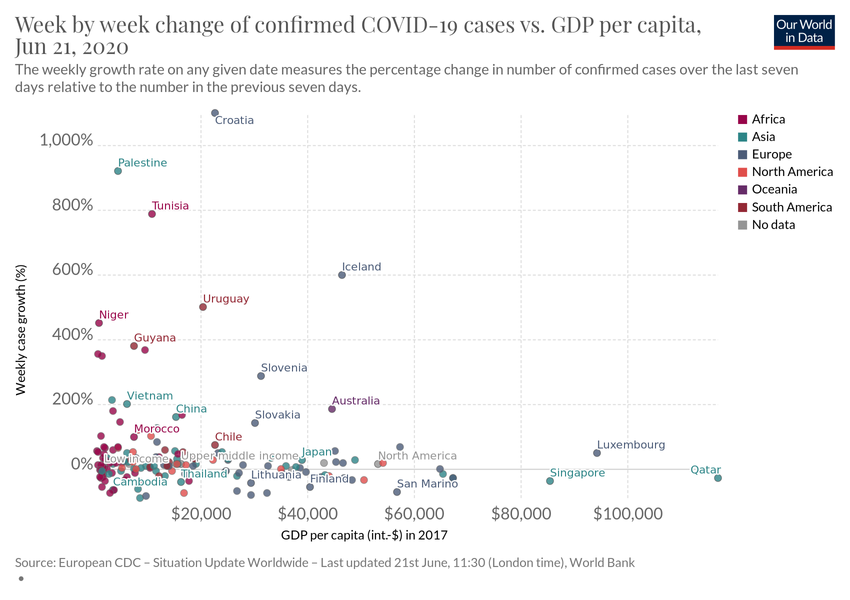 Week by week change of confirmed COVID-19 cases vs. GDP per capita,
Jun 21, 2020
Our World
in Data
The weekly growth rate on any given date measures the percentage change in number of confirmed cases over the last seven
days relative to the number in the previous seven days.
Croatia
Africa
1,000%
Asia
Palestine
Europe
North America
Oceania
800%
Tunisia
South America
No data
Weekly case growth (%)
Iceland
600%
Uruguay
Niger
400%
Guyana
Slovenia
Vietnam
Australia
200%
China
Slovakia
Morocco
Chile
Luxembourg
Low income
Upper middle income
Japan
North America
0%
Qatar
Thailand
Lithuania
Singapore
Cambodia
Finland
San Marino
$20,000
$40,000
$60,000
$80,000
$100,000
GDP per capita (int.-$) in 2017
Source: European CDC – Situation Update Worldwide – Last updated 21st June, 11:30 (London time), World Bank